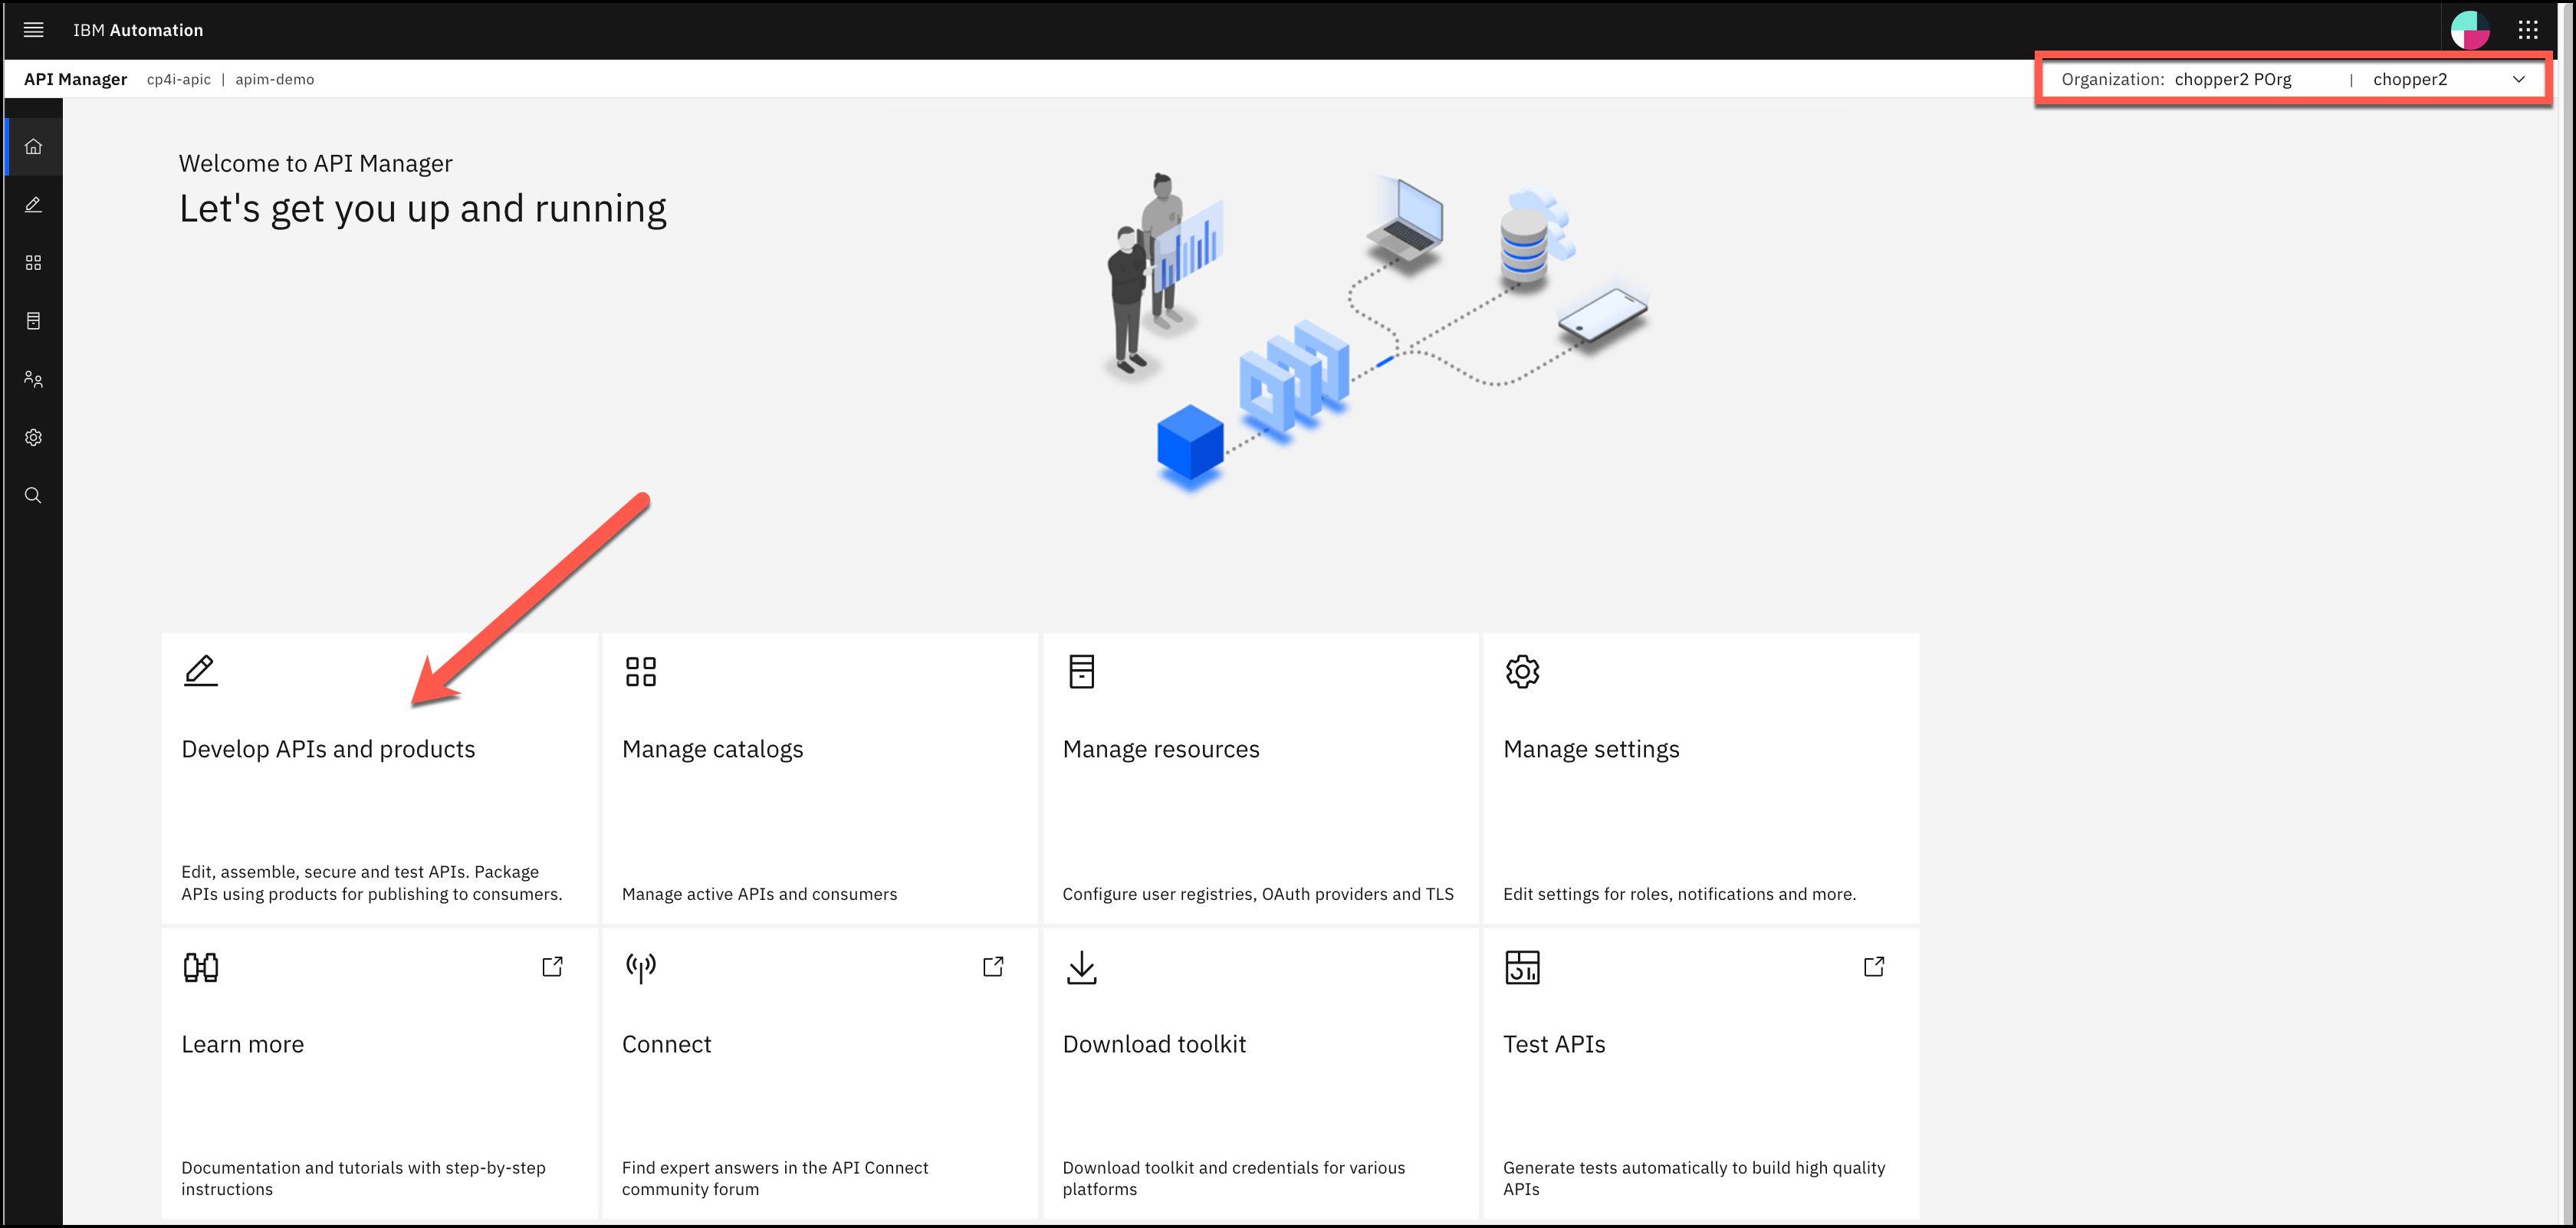 IBM Automation
API Manager cp4i-apic | apim-demo
Organization: chopper2 POrg | chopper2
Welcome to API Manager
Let's get you up and running
Develop APIs and products
Edit, assemble, secure and test APIs. Package
APIs using products for publishing to consumers.
Manage catalogs
Manage active APIs and consumers
Manage resources
Configure user registries, OAuth providers and TLS
Manage settings
Edit settings for roles, notifications and more.
Learn more
Documentation and tutorials with step-by-step
instructions
Connect
Find expert answers in the API Connect
community forum
Download toolkit
Download toolkit and credentials for various
platforms
Test APIs
Generate tests automatically to build high quality
APIs